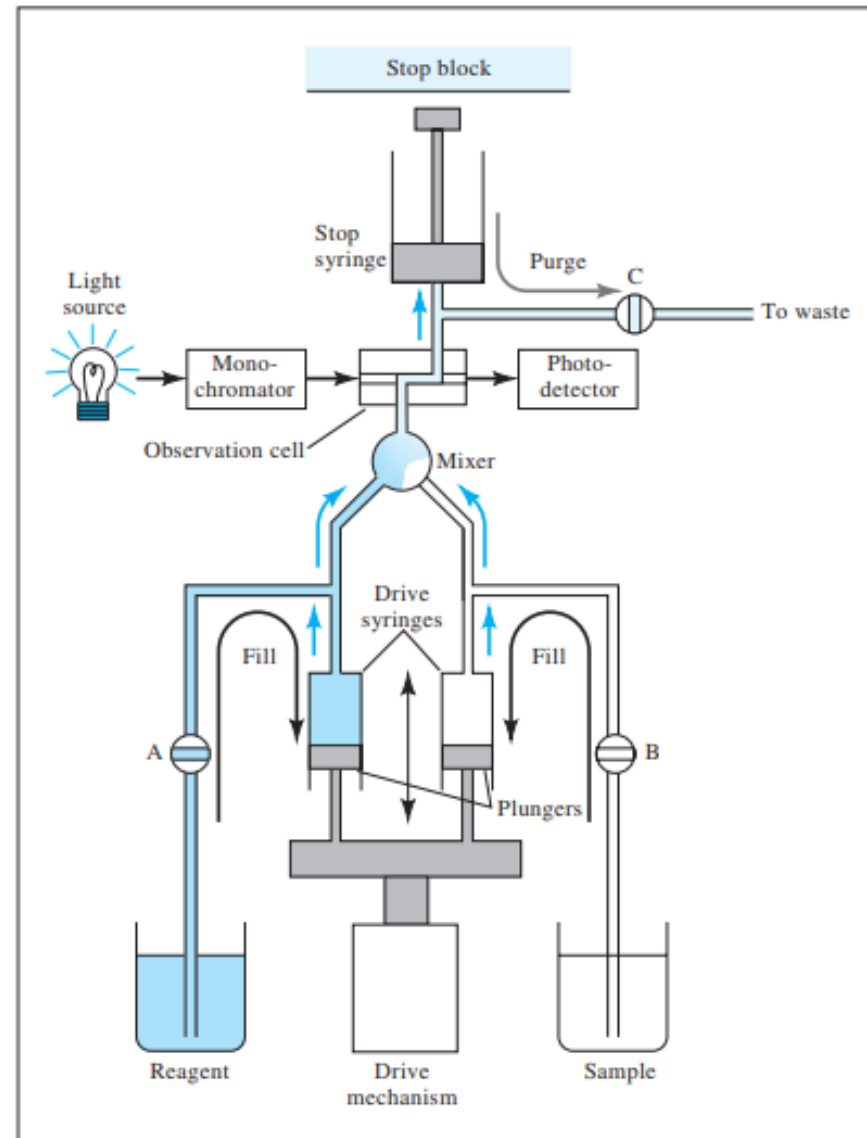 Stop block
Stop
syringe
Purge
C
To waste
Light
source
Mono-
chromator
Photo-
detector
Observation cell
Mixer
Drive
syringes
Fill
Fill
A
B
Plungers
Reagent
Drive
mechanism
Sample